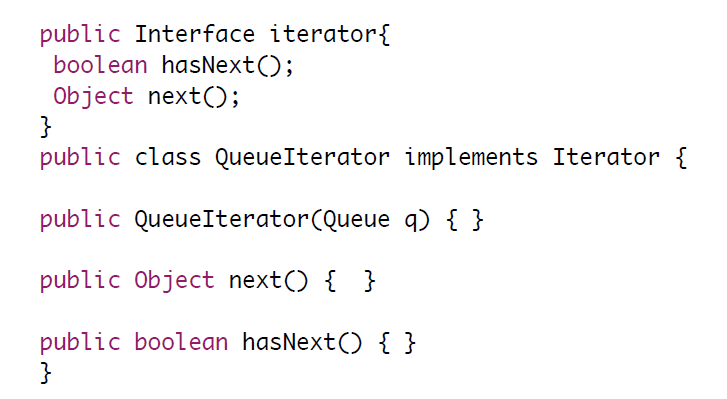 public Interface iterator{
boolean hasNext();
Object next();
}
public class QueueIterator implements Iterator {
public QueueIterator(Queue q) { }
public Object next() {  }
public boolean hasNext() { }
}